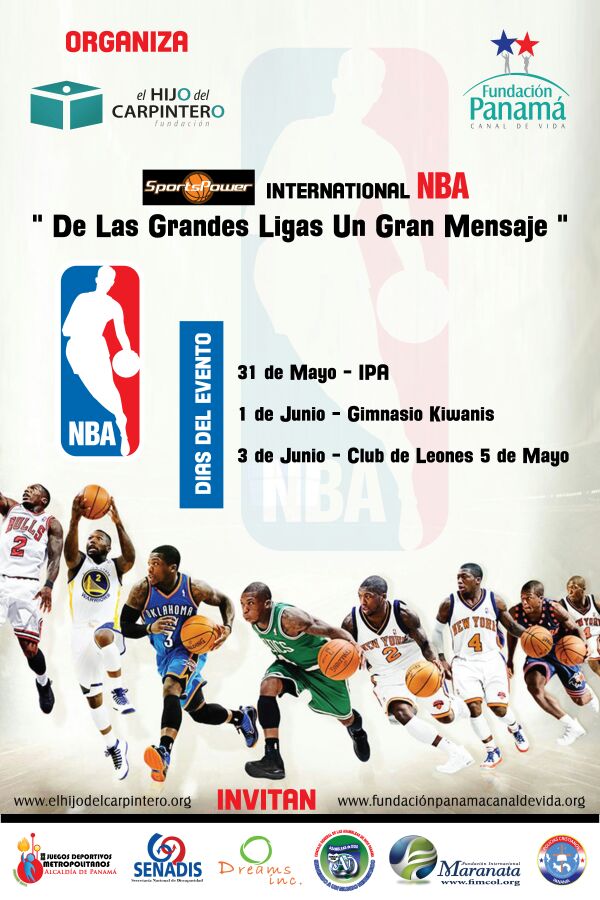 ORGANIZA
el HIJO del
CARPINTERO
fundación
Fundación
Panamá
CANAL DE VIDA
SportsPower INTERNATIONAL NBA
" De Las Grandes Ligas Un Gran Mensaje "
NBA
DIAS DEL EVENTO
31 de Mayo - IPA
1 de Junio - Gimnasio Kiwanis
3 de Junio - Club de Leones 5 de Mayo
NBA
BULLS
2
2
WARRIORS
OKLAHOMA
3
NEW YORK
2
NEW YORK
4
www.elhijodelcarpintero.org
INVITAN
www.fundaciónpanamacanaldevida.org
JUEGOS DEPORTIVOS
METROPOLITANOS
ALCALDÍA DE PANAMÁ
SENADIS
Secretaría Nacional de Discapacidad
Dreams
inc.
Fundación Internacional
Maranata
www.fimcol.org